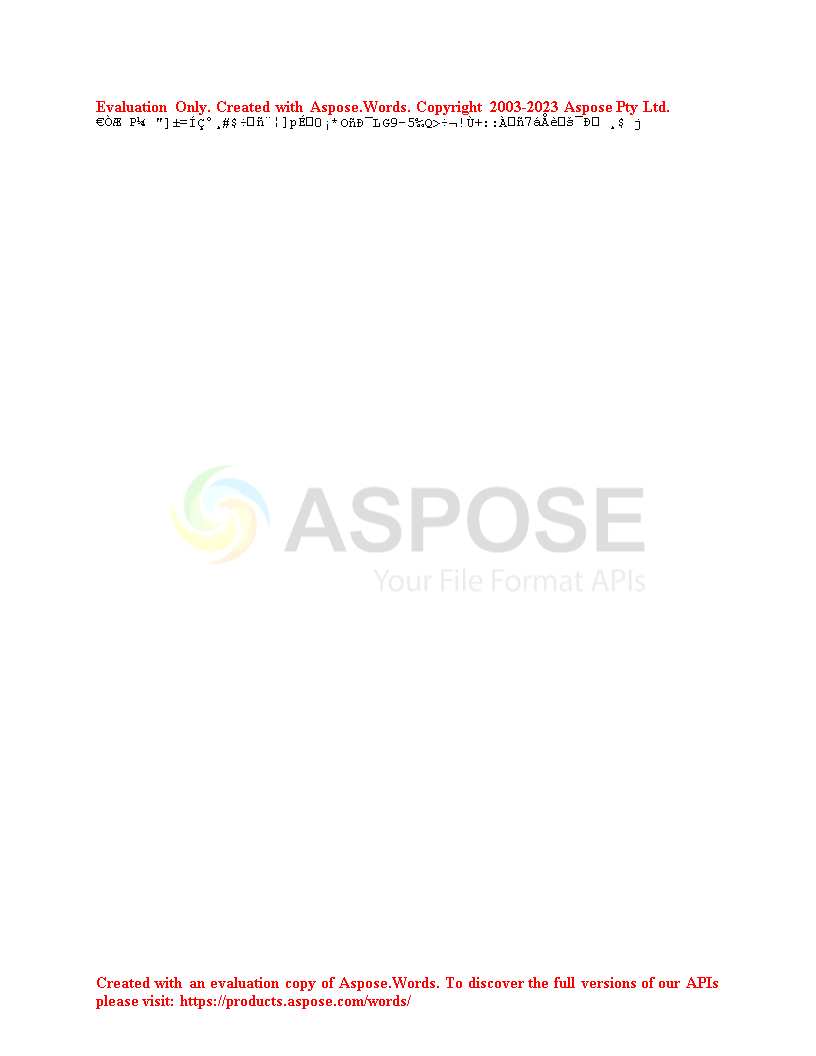 Evaluation Only. Created with Aspose.Words. Copyright 2003-2023 Aspose Pty Ltd.
€ÒÆ P¼ "]±=ÍÇº¸#$÷□ñ¨¦]pÉ□0¡*OñÐ¯LG9-5‰Q>÷¬!Ù+::À□ñ7áÅè□š¯Ð□ ¸$ j
ASPOSE
Your File Format APIs
Created with an evaluation copy of Aspose.Words. To discover the full versions of our APIs
please visit: https://products.aspose.com/words/